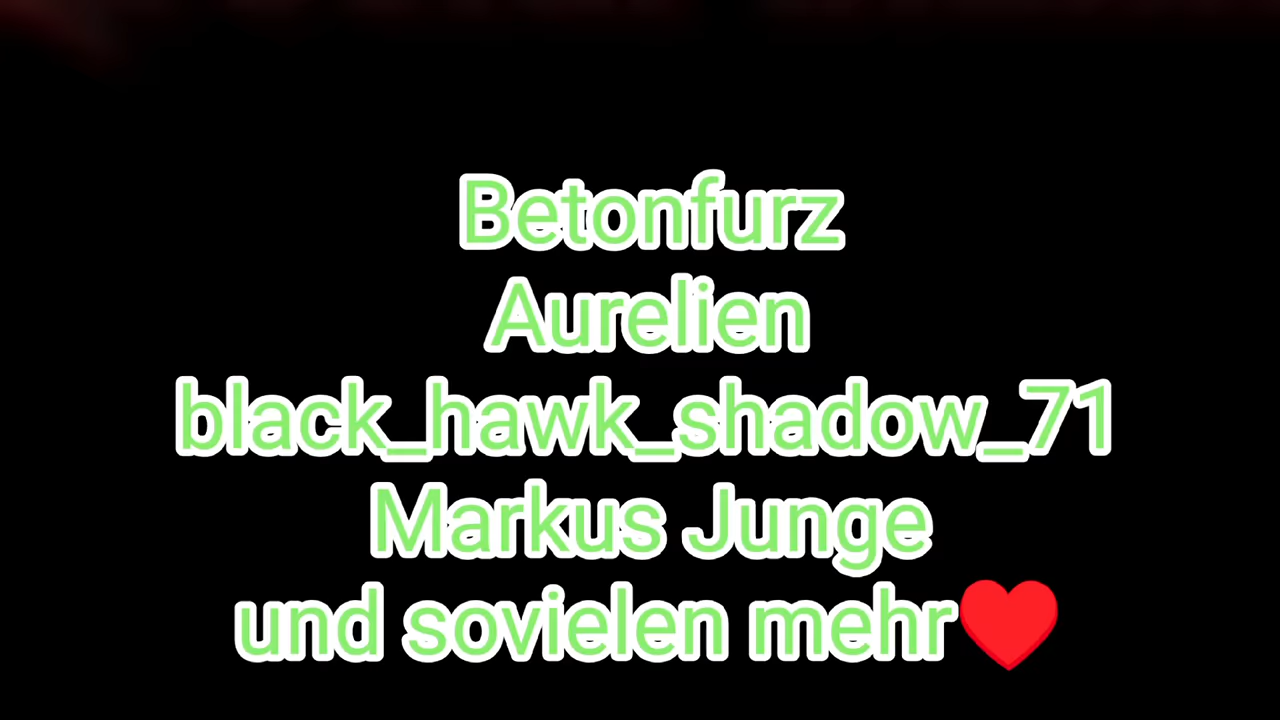 Betonfurz
Aurelien
black_hawk_shadow_71
Markus Junge
und sovielen mehr❤️